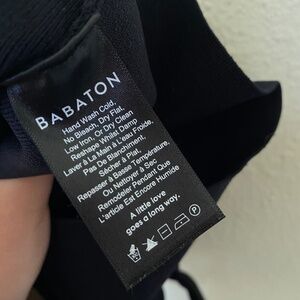 BABATON
Hand Wash Cold.
No Bleach. Dry Flat.
Low Iron. Or Dry Clean
Reshape Whilst Damp
Laver À La Main À L'eau Froide.
Pas De Blanchiment.
Sécher À Plat.
Repasser À Basse Température.
Ou Nettoyer À Sec
Remodeler Pendant Que
L'article Est Encore Humide
A little love
goes a long way.
P